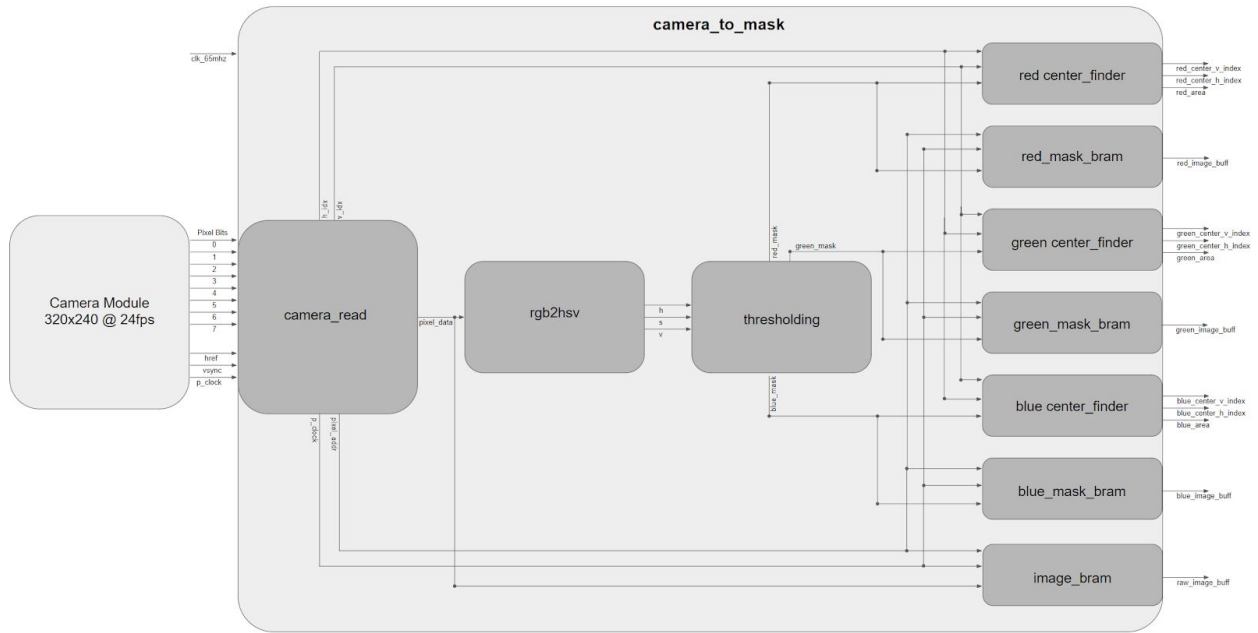 camera_to_mask
clk_65mhz
Camera Module
320x240 @ 24fps
Pixel Bits
0
1
2
3
4
5
6
7
href
vsync
p_clock
camera_read
h_idx
v_idx
p_clock
pixel_addr
pixel_data
rgb2hsv
h
s
v
thresholding
red_mask
green_mask
blue_mask
red center_finder
red_center_v_index
red_center_h_index
red_area
red_mask_bram
red_image_buff
green center_finder
green_center_v_index
green_center_h_index
green_area
green_mask_bram
green_image_buff
blue center_finder
blue_center_v_index
blue_center_h_index
blue_area
blue_mask_bram
blue_image_buff
image_bram
raw_image_buff